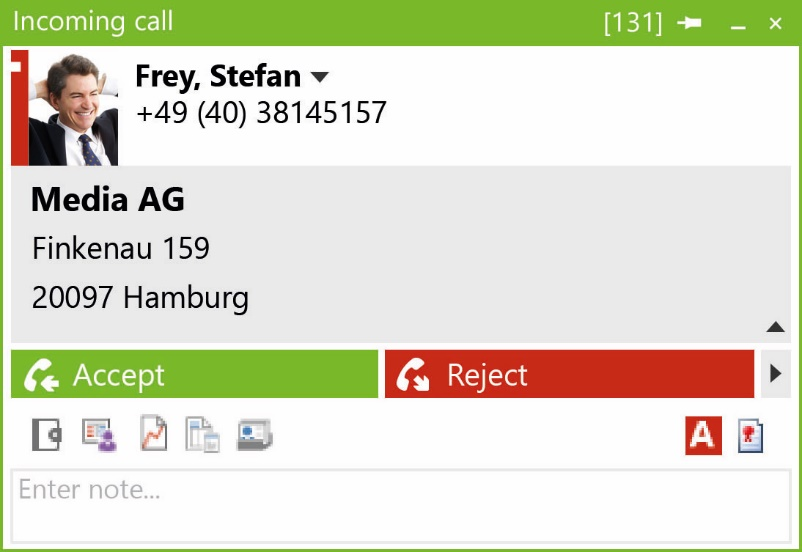 Incoming call [131]
Frey, Stefan
+49 (40) 38145157
Media AG
Finkenau 159
20097 Hamburg
Accept Reject
A
Enter note...